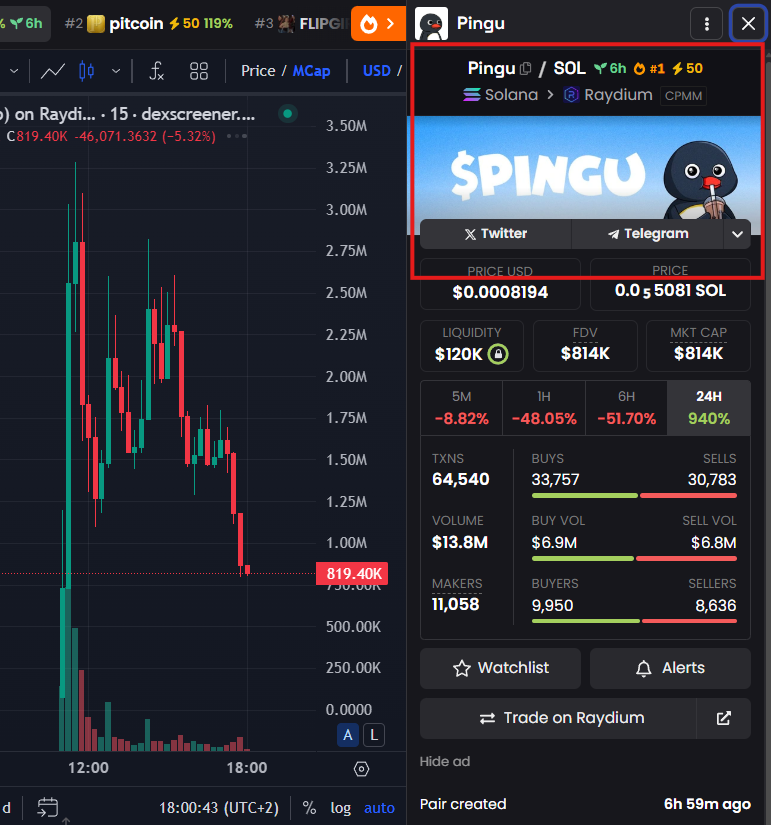 % 6h #2 pitcoin 50 119% #3 FLIPGI
Pingu
Price / MCap USD /
) on Raydi... · 15 · dexscreener....
C819.40K -46,071.3632 (-5.32%)
3.50M
3.25M
3.00M
2.75M
2.50M
2.25M
2.00M
1.75M
1.50M
1.25M
1.00M
819.40K
750.00K
500.00K
250.00K
0.0000
A L
12:00 18:00
d 18:00:43 (UTC+2) % log auto
Pingu / SOL 6h #1 50
Solana > Raydium CPMM
$PINGU
Twitter Telegram
PRICE USD PRICE
$0.0008194 0.0₅5081 SOL
LIQUIDITY FDV MKT CAP
$120K $814K $814K
5M 1H 6H 24H
-8.82% -48.05% -51.70% 940%
TXNS BUYS SELLS
64,540 33,757 30,783
VOLUME BUY VOL SELL VOL
$13.8M $6.9M $6.8M
MAKERS BUYERS SELLERS
11,058 9,950 8,636
Watchlist Alerts
Trade on Raydium
Hide ad
Pair created 6h 59m ago